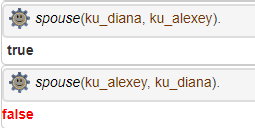 spouse(ku_diana, ku_alexey).
true
spouse(ku_alexey, ku_diana).
false